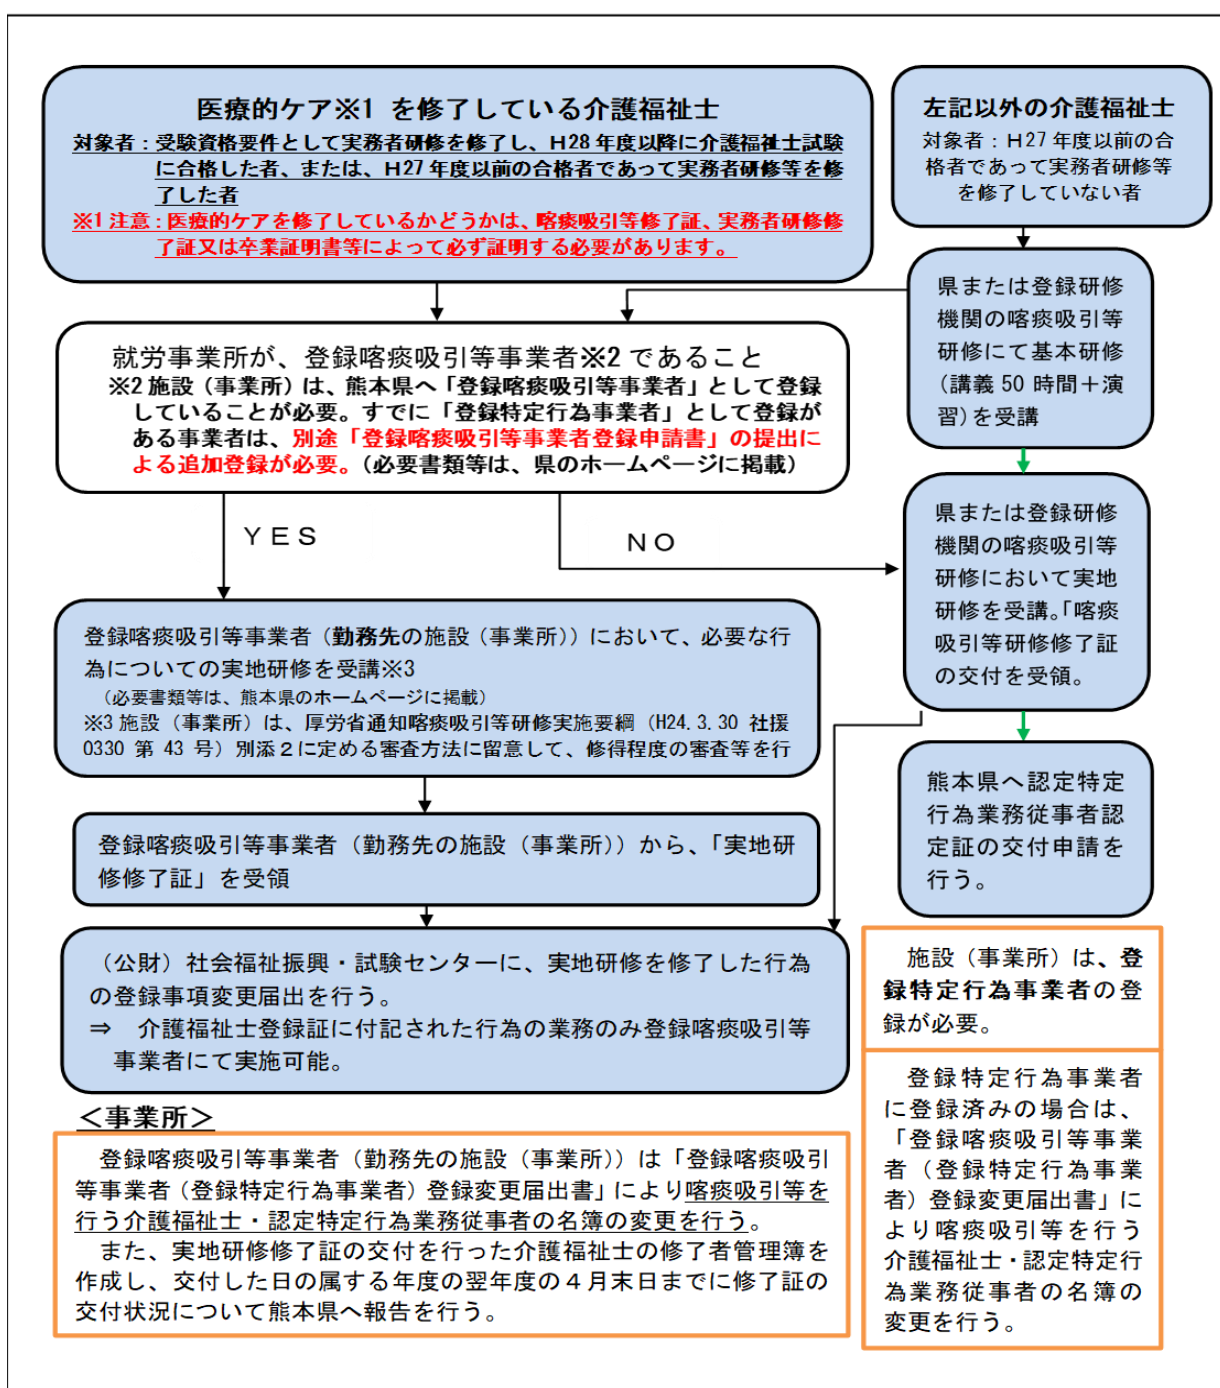 医療的ケア※1 を修了している介護福祉士
対象者：受験資格要件として実務者研修を修了し、H28 年度以降に介護福祉士試験
に合格した者、または、H27 年度以前の合格者であって実務者研修等を修
了した者
※1 注意：医療的ケアを修了しているかどうかは、喀痰吸引等修了証、実務者研修修
了証又は卒業証明書等によって必ず証明する必要があります。
左記以外の介護福祉士
対象者：H27 年度以前の合
格者であって実務者研修等
を修了していない者
県または登録研修
機関の喀痰吸引等
研修にて基本研修
（講義 50 時間＋演
習）を受講
就労事業所が、登録喀痰吸引等事業者※2 であること
※2 施設（事業所）は、熊本県へ「登録喀痰吸引等事業者」として登録
していることが必要。すでに「登録特定行為事業者」として登録が
ある事業者は、別途「登録喀痰吸引等事業者登録申請書」の提出に
よる追加登録が必要。（必要書類等は、県のホームページに掲載）
YES
NO
県または登録研修
機関の喀痰吸引等
研修において実地
研修を受講。「喀痰
吸引等研修修了証
の交付を受領。
登録喀痰吸引等事業者（勤務先の施設（事業所））において、必要な行
為についての実地研修を受講※3
（必要書類等は、熊本県のホームページに掲載）
※3 施設（事業所）は、厚労省通知喀痰吸引等研修実施要綱（H24.3.30 社援
0330 第 43 号）別添２に定める審査方法に留意して、修得程度の審査等を行
熊本県へ認定特定
行為業務従事者認
定証の交付申請を
行う。
登録喀痰吸引等事業者（勤務先の施設（事業所））から、「実地研
修修了証」を受領
（公財）社会福祉振興・試験センターに、実地研修を修了した行為
の登録事項変更届出を行う。
⇒　介護福祉士登録証に付記された行為の業務のみ登録喀痰吸引等
事業者にて実施可能。
施設（事業所）は、登
録特定行為事業者の登
録が必要。
登録特定行為事業者
に登録済みの場合は、
「登録喀痰吸引等事業
者（登録特定行為事業
者）登録変更届出書」に
より喀痰吸引等を行う
介護福祉士・認定特定行
為業務従事者の名簿の
変更を行う。
＜事業所＞
登録喀痰吸引等事業者（勤務先の施設（事業所））は「登録喀痰吸引
等事業者（登録特定行為事業者）登録変更届出書」により喀痰吸引等を
行う介護福祉士・認定特定行為業務従事者の名簿の変更を行う。
また、実地研修修了証の交付を行った介護福祉士の修了者管理簿を
作成し、交付した日の属する年度の翌年度の４月末日までに修了証の
交付状況について熊本県へ報告を行う。